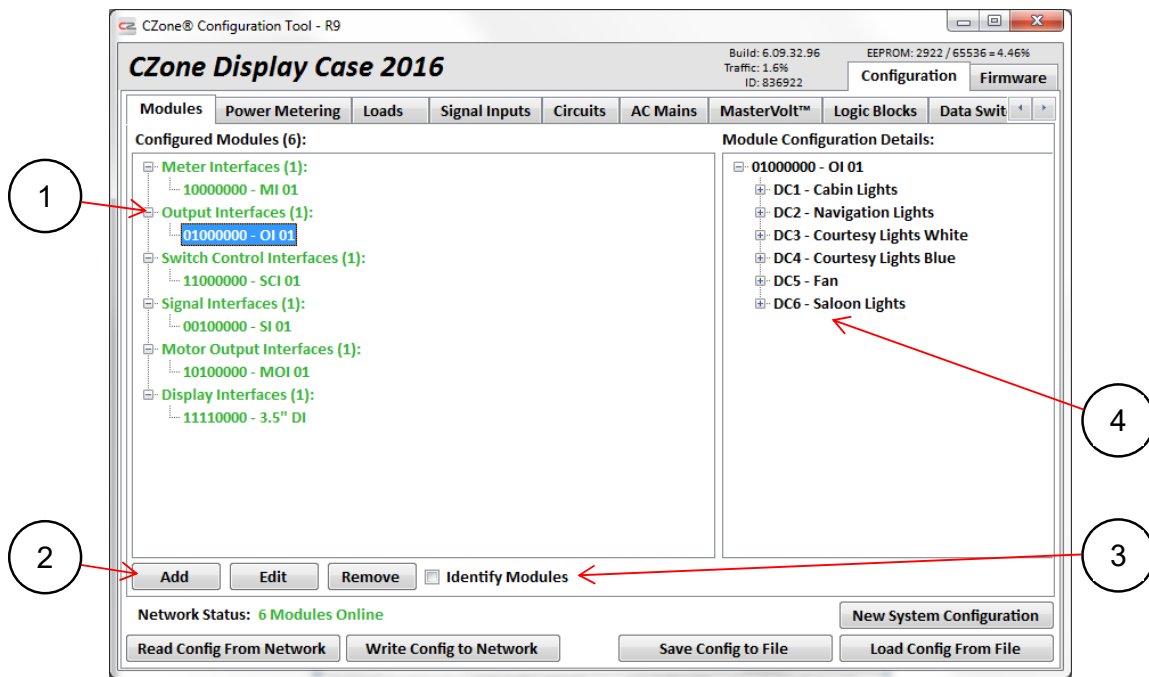 CZ CZone® Configuration Tool - R9
CZone Display Case 2016
Build: 6.09.32.96
Traffic: 1.6%
ID: 836922
EEPROM: 2922 / 65536 = 4.46%
Configuration Firmware
Modules Power Metering Loads Signal Inputs Circuits AC Mains MasterVolt™ Logic Blocks Data Swit
Configured Modules (6):
Meter Interfaces (1):
10000000 - MI 01
Output Interfaces (1):
01000000 - OI 01
Switch Control Interfaces (1):
11000000 - SCI 01
Signal Interfaces (1):
00100000 - SI 01
Motor Output Interfaces (1):
10100000 - MOI 01
Display Interfaces (1):
11110000 - 3.5" DI
Module Configuration Details:
01000000 - OI 01
DC1 - Cabin Lights
DC2 - Navigation Lights
DC3 - Courtesy Lights White
DC4 - Courtesy Lights Blue
DC5 - Fan
DC6 - Saloon Lights
1
4
2
3
Add Edit Remove Identify Modules
Network Status: 6 Modules Online
New System Configuration
Read Config From Network Write Config to Network Save Config to File Load Config From File